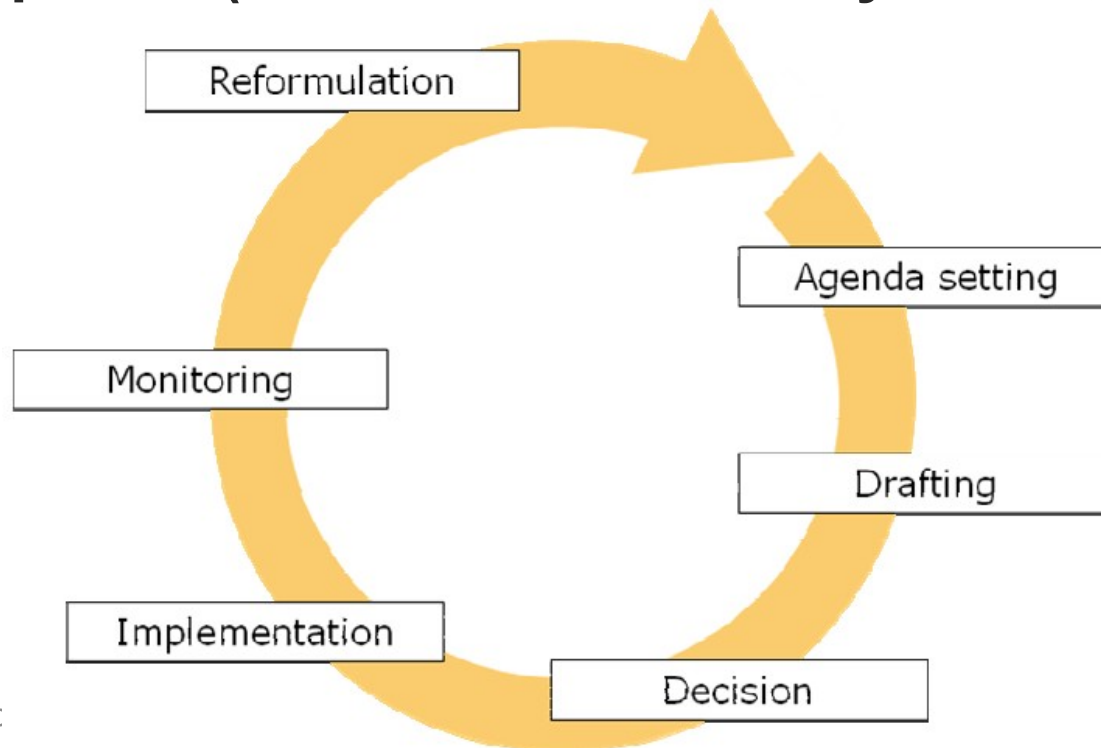 Reformulation
Agenda setting
Monitoring
Drafting
Implementation
Decision